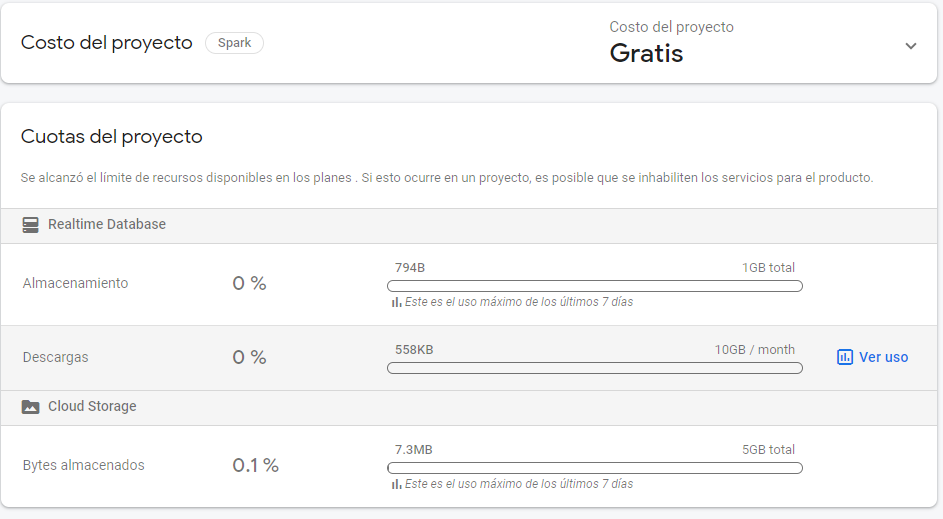 Costo del proyecto Spark
Costo del proyecto
Gratis
Cuotas del proyecto
Se alcanzó el límite de recursos disponibles en los planes . Si esto ocurre en un proyecto, es posible que se inhabiliten los servicios para el producto.
Realtime Database
Almacenamiento 0 % 794B 1GB total
Este es el uso máximo de los últimos 7 días
Descargas 0 % 558KB 10GB / month Ver uso
Cloud Storage
Bytes almacenados 0.1 % 7.3MB 5GB total
Este es el uso máximo de los últimos 7 días